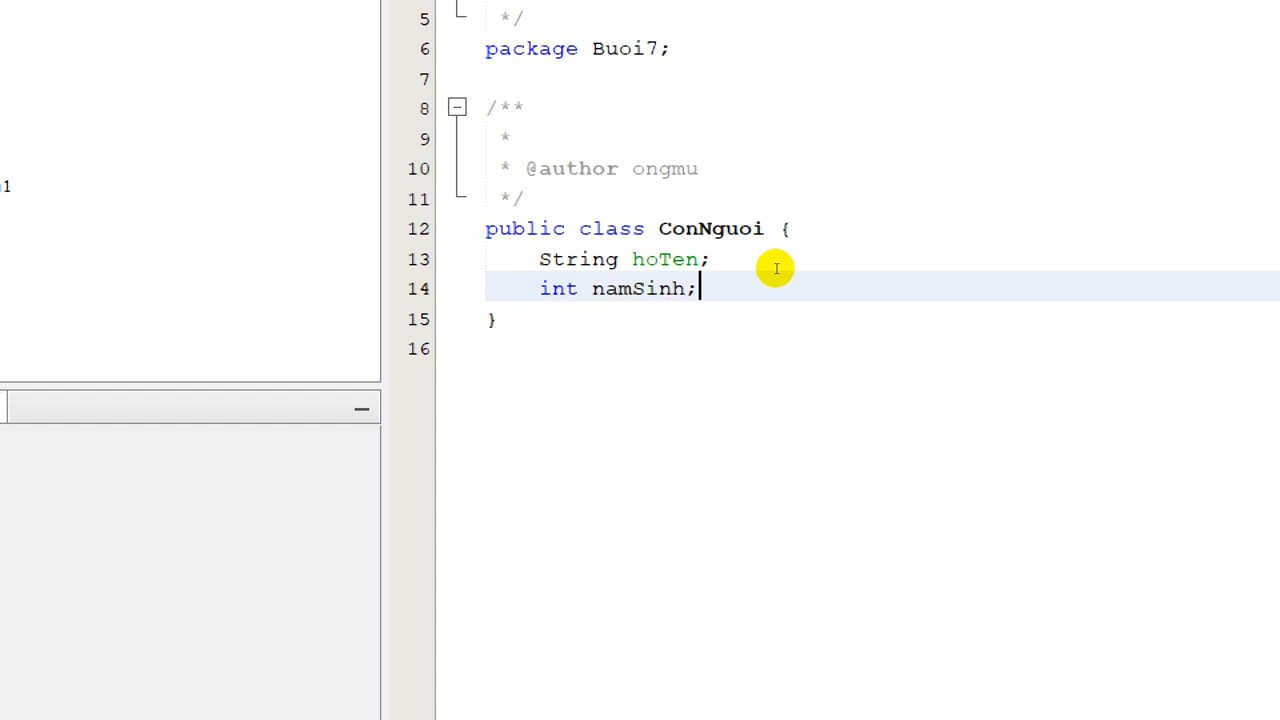 5 */
6 package Buoi7;
7
8 /**
9 *
10 * @author ongmu
11 */
12 public class ConNguoi {
13 String hoTen;
14 int namSinh;
15 }
16